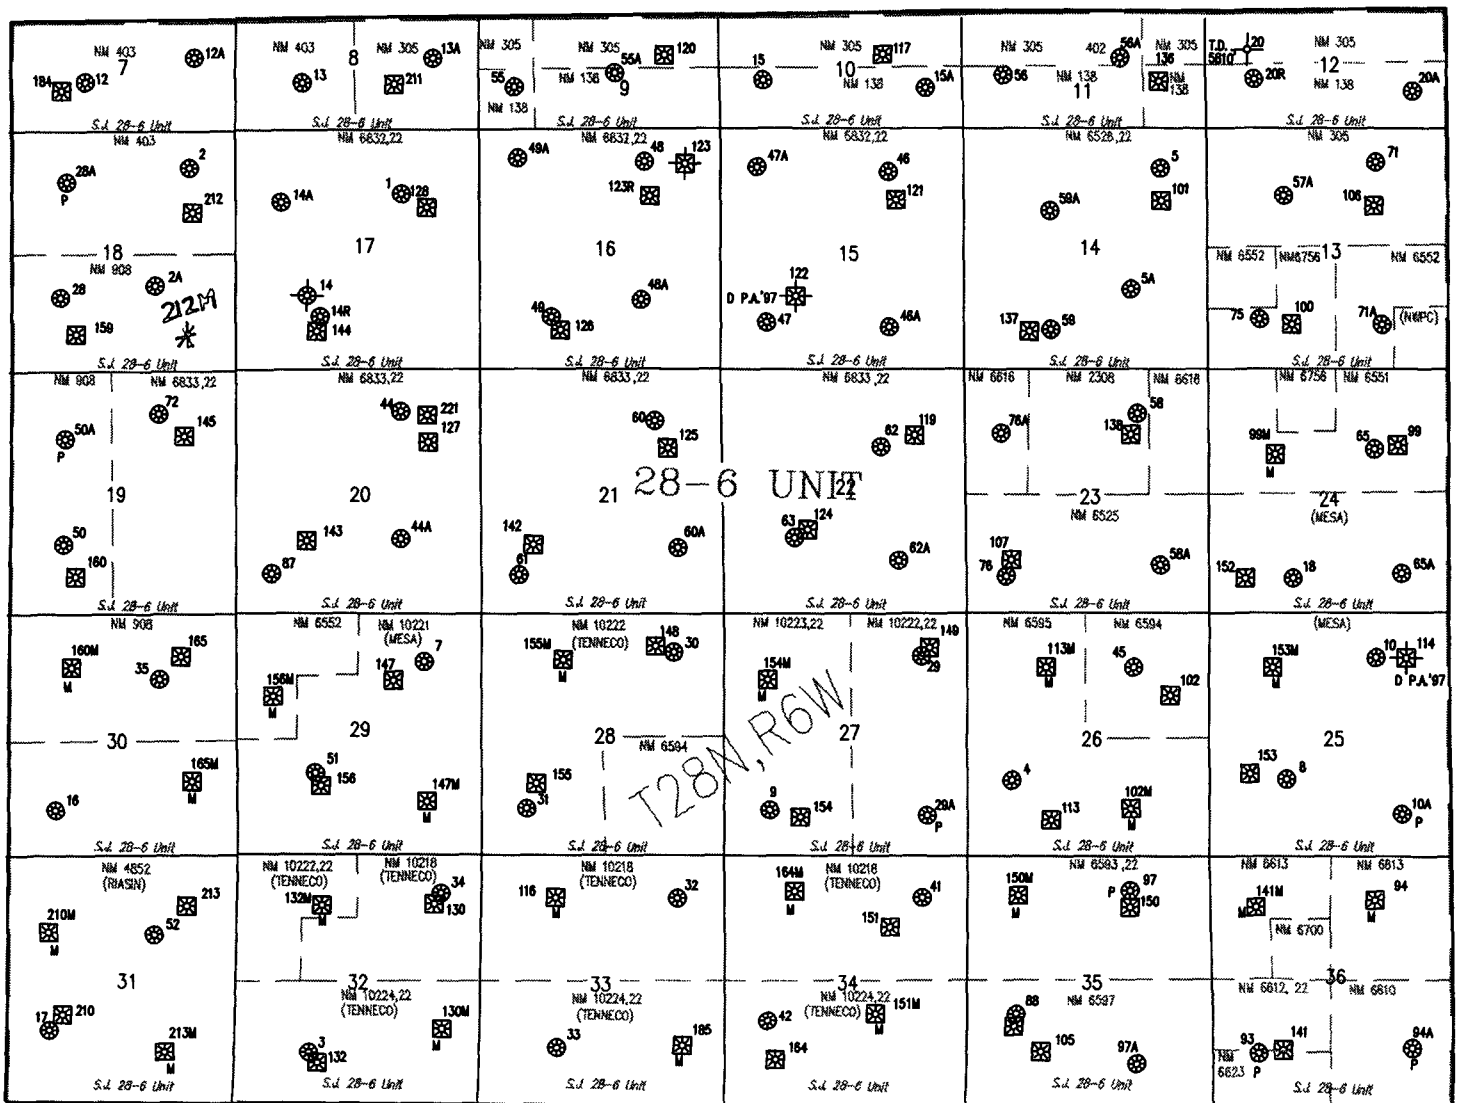 NM 403
7
12A
184
12
S.J. 28-6 Unit
NM 403
8
NM 305
13A
13
211
S.J. 28-6 Unit
NM 305
NM 305
55A
120
55
NM 138
9
NM 138
S.J. 28-6 Unit
15
NM 305
117
10
NM 138
15A
S.J. 28-6 Unit
NM 305
402
56A
NM 305
136
56
NM 138
11
NM 138
S.J. 28-6 Unit
T.D. 5810
20
NM 305
12
20R
NM 138
20A
S.J. 28-6 Unit
NM 403
2
28A
P
212
18
NM 908
28
2A
212M
159
S.J. 28-6 Unit
NM 6832,22
14A
1
128
17
14
14R
144
S.J. 28-6 Unit
NM 6832,22
49A
48
123
123R
16
48A
49
126
S.J. 28-6 Unit
NM 6832,22
47A
46
121
15
122
D P.A.'97
47
46A
S.J. 28-6 Unit
NM 6528,22
5
101
59A
14
5A
137
59
S.J. 28-6 Unit
NM 305
71
57A
106
NM 6552
NM6756
13
NM 6552
75
100
71A
(NWPC)
S.J. 28-6 Unit
NM 908
NM 6833,22
72
50A
P
145
19
50
160
S.J. 28-6 Unit
NM 6833,22
44
221
127
20
143
44A
87
S.J. 28-6 Unit
NM 6833,22
60
125
21
142
60A
61
S.J. 28-6 Unit
28-6 UNIT
NM 6833,22
62
119
22
63
124
62A
S.J. 28-6 Unit
NM 6616
NM 2308
NM 6616
76A
58
138
23
NM 6525
107
76
58A
S.J. 28-6 Unit
NM 6756
NM 6551
99M
M
65
99
24
(MESA)
152
18
65A
S.J. 28-6 Unit
NM 908
160M
M
165
35
30
165M
M
16
S.J. 28-6 Unit
NM 6552
NM 10221
(MESA)
7
147
156M
M
29
51
156
147M
M
S.J. 28-6 Unit
NM 10222
(TENNECO)
155M
M
148
30
28
NM 6594
155
31
S.J. 28-6 Unit
T28N,R6W
NM 10223,22
NM 10222,22
149
29
154M
M
27
9
154
29A
P
S.J. 28-6 Unit
NM 6595
NM 6594
113M
M
45
102
26
4
113
102M
M
S.J. 28-6 Unit
(MESA)
153M
M
10
114
D P.A.'97
25
153
8
10A
P
S.J. 28-6 Unit
NM 4852
(RIASIN)
213
210M
M
52
31
17
210
213M
M
S.J. 28-6 Unit
NM 10222,22
(TENNECO)
NM 10218
(TENNECO)
132M
M
34
130
32
NM 10224,22
(TENNECO)
130M
M
3
132
S.J. 28-6 Unit
NM 10218
(TENNECO)
116
M
32
33
NM 10224,22
(TENNECO)
33
185
M
S.J. 28-6 Unit
NM 10218
(TENNECO)
164M
M
41
151
34
NM 10224,22
(TENNECO)
151M
M
42
164
S.J. 28-6 Unit
NM 6593,22
150M
M
P
97
150
35
NM 6597
88
105
97A
S.J. 28-6 Unit
NM 6613
NM 6613
141M
M
94
M
NM 6700
36
NM 6612, 22
NM 6610
93
P
141
94A
P
NM 6623
S.J. 28-6 Unit